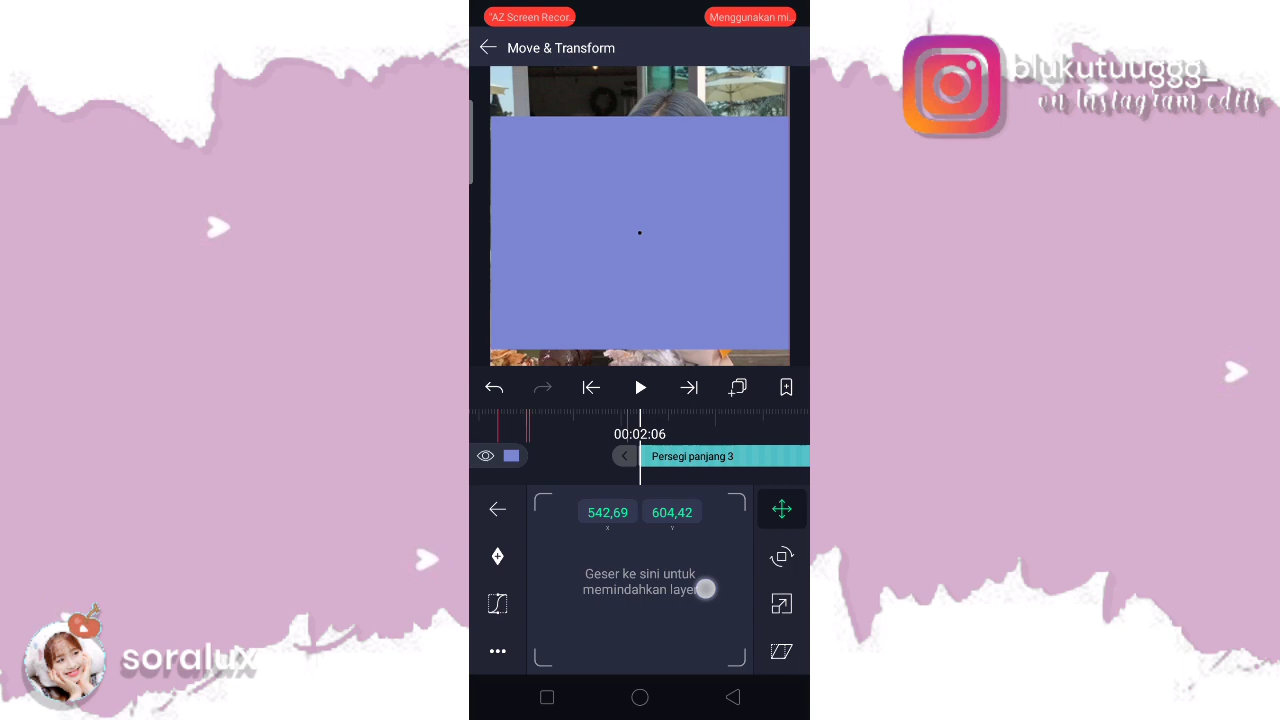 "AZ Screen Recor...
Menggunakan mi...
Move & Transform
blukutuuggg_
on Instagram edits
00:02:06
Persegi panjang 3
542,69
604,42
X
Y
Geser ke sini untuk
memindahkan layer
soralux